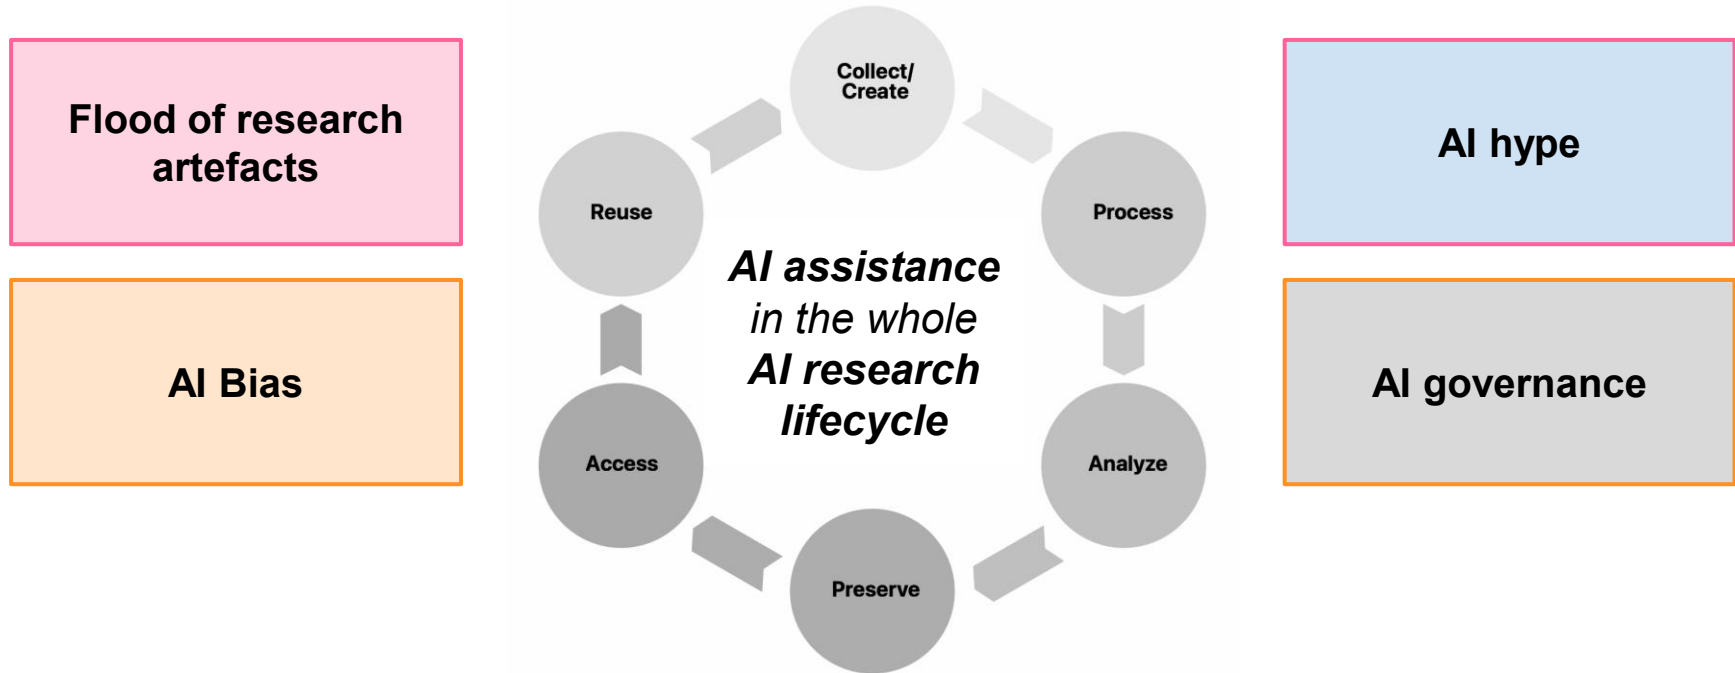 Flood of research
artefacts
AI Bias
Collect/
Create
Process
Analyze
Preserve
Access
Reuse
AI assistance
in the whole
AI research
lifecycle
AI hype
AI governance